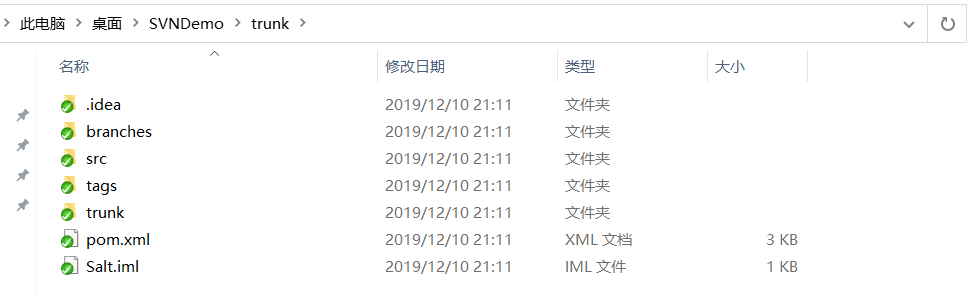 此电脑 > 桌面 > SVNDemo > trunk >
名称 修改日期 类型 大小
.idea 2019/12/10 21:11 文件夹
branches 2019/12/10 21:11 文件夹
src 2019/12/10 21:11 文件夹
tags 2019/12/10 21:11 文件夹
trunk 2019/12/10 21:11 文件夹
pom.xml 2019/12/10 21:11 XML 文档 3 KB
Salt.iml 2019/12/10 21:11 IML 文件 1 KB